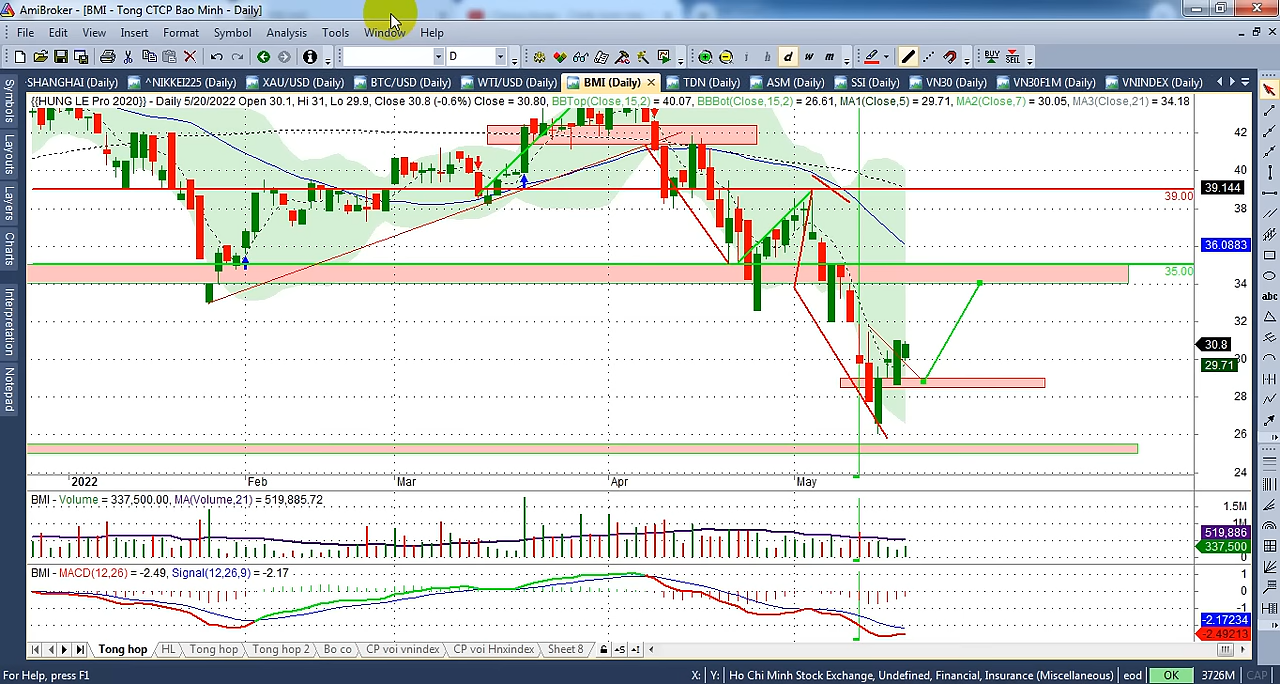 AmiBroker - [BMI - Tong CTCP Bao Minh - Daily]
File Edit View Insert Format Symbol Analysis Tools Window Help
D i h d w m BUY SELL
-SHANGHAI (Daily) ^NIKKEI225 (Daily) XAU/USD (Daily) BTC/USD (Daily) WTI/USD (Daily) BMI (Daily) TDN (Daily) ASM (Daily) SSI (Daily) VN30 (Daily) VN30F1M (Daily) VNINDEX (Daily)
Symbols
Layouts
Layers
Charts
Interpretation
Notepad
{{HUNG LE Pro 2020}} - Daily 5/20/2022 Open 30.1, Hi 31, Lo 29.9, Close 30.8 (-0.6%) Close = 30.80, BBTop(Close,15,2) = 40.07, BBBot(Close,15,2) = 26.61, MA1(Close,5) = 29.71, MA2(Close,7) = 30.05, MA3(Close,21) = 34.18
abc
42
40
39.144
39.00
38
36.0883
35.00
34
32
30.8
30
29.71
28
26
24
2022 Feb Mar Apr May
BMI - Volume = 337,500.00, MA(Volume,21) = 519,885.72
1.5M
1M
519,886
337,500
0
BMI - MACD(12,26) = -2.49, Signal(12,26,9) = -2.17
1
0
-1
-2.17234
-2.49213
Tong hop HL Tong hop Tong hop 2 Bo co CP voi vnindex CP voi Hnxindex Sheet 8
For Help, press F1 X: Y: Ho Chi Minh Stock Exchange, Undefined, Financial, Insurance (Miscellaneous) eod OK 3726M CAP